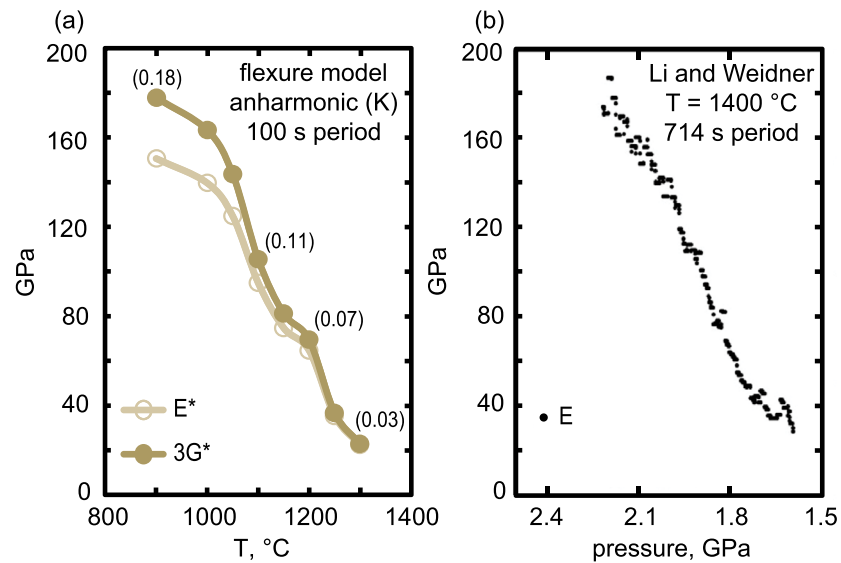 (a)
200
160
120
80
40
0
GPa
(0.18)
flexure model
anharmonic (K)
100 s period
(0.11)
(0.07)
(0.03)
E*
3G*
800
1000
1200
1400
T, °C
(b)
200
160
120
80
40
0
GPa
Li and Weidner
T = 1400 °C
714 s period
E
2.4
2.1
1.8
1.5
pressure, GPa